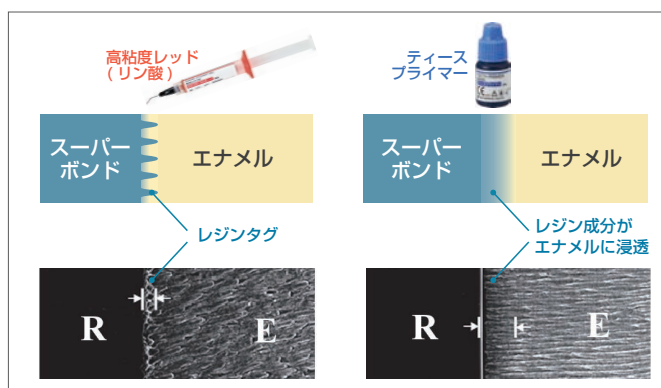 高粘度レッド
(リン酸)
スーパー
ボンド
エナメル
レジンタグ
R
E
ティース
プライマー
スーパー
ボンド
エナメル
レジン成分が
エナメルに浸透
R
E